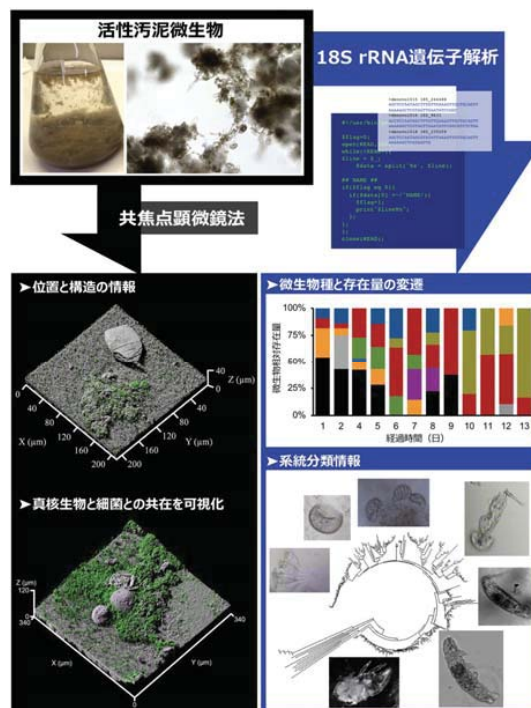 活性汚泥微生物
18S rRNA遺伝子解析
$flag=0;
## NAME ##
共焦点顕微鏡法
➤位置と構造の情報
40
Z (μm)
0
0
0
40
40
80
80
X (μm)
120
120
Y (μm)
160
160
200
200
➤真核生物と細菌との共在を可視化
Z (μm)
120
0
340
340
X (μm)
Y (μm)
0
➤微生物種と存在量の変遷
微生物相対存在量
100%
50%
25%
0%
1 2 4 5 6 7 8 9 10 11 12 13
経過時間（日）
➤系統分類情報